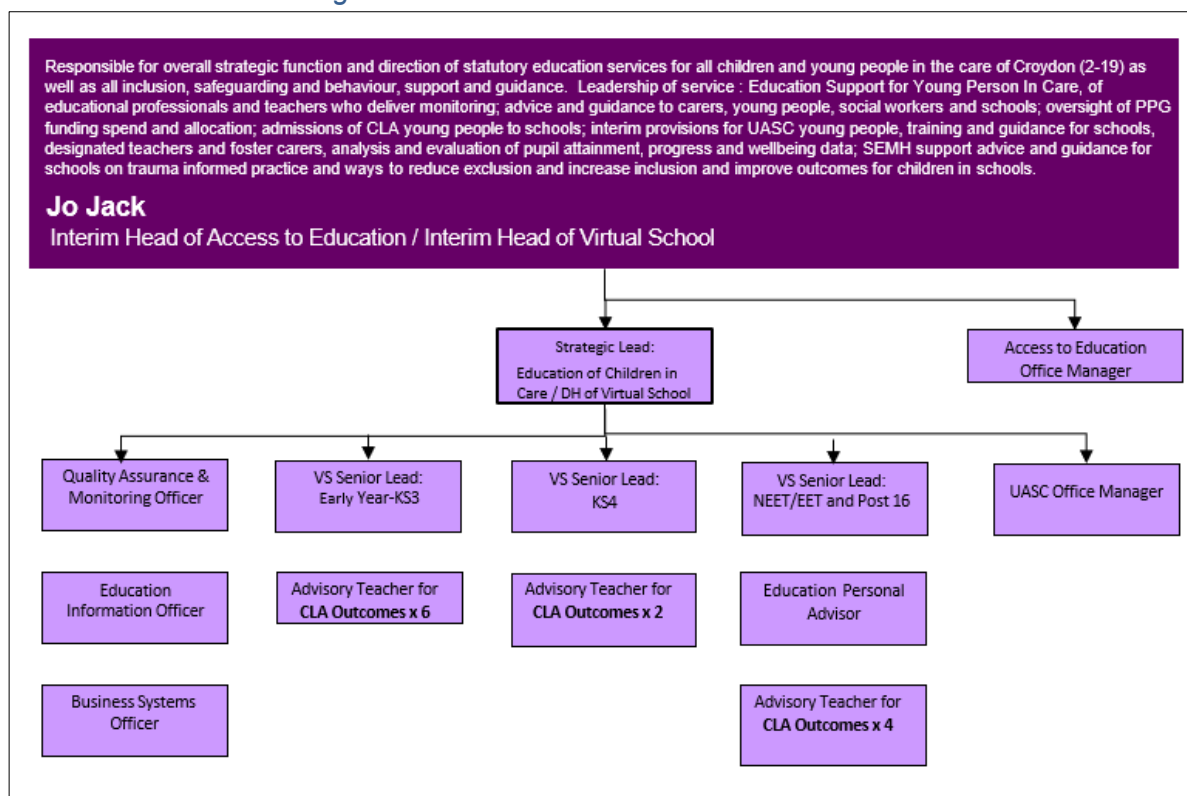 Responsible for overall strategic function and direction of statutory education services for all children and young people in the care of Croydon (2-19) as
well as all inclusion, safeguarding and behaviour, support and guidance. Leadership of service : Education Support for Young Person In Care, of
educational professionals and teachers who deliver monitoring; advice and guidance to carers, young people, social workers and schools; oversight of PPG
funding spend and allocation; admissions of CLA young people to schools; interim provisions for UASC young people, training and guidance for schools,
designated teachers and foster carers, analysis and evaluation of pupil attainment, progress and wellbeing data; SEMH support advice and guidance for
schools on trauma informed practice and ways to reduce exclusion and increase inclusion and improve outcomes for children in schools.
Jo Jack
Interim Head of Access to Education / Interim Head of Virtual School
Strategic Lead:
Education of Children in
Care / DH of Virtual School
Access to Education
Office Manager
Quality Assurance &
Monitoring Officer
VS Senior Lead:
Early Year-KS3
VS Senior Lead:
KS4
VS Senior Lead:
NEET/EET and Post 16
UASC Office Manager
Education
Information Officer
Advisory Teacher for
CLA Outcomes x 6
Advisory Teacher for
CLA Outcomes x 2
Education Personal
Advisor
Business Systems
Officer
Advisory Teacher for
CLA Outcomes x 4